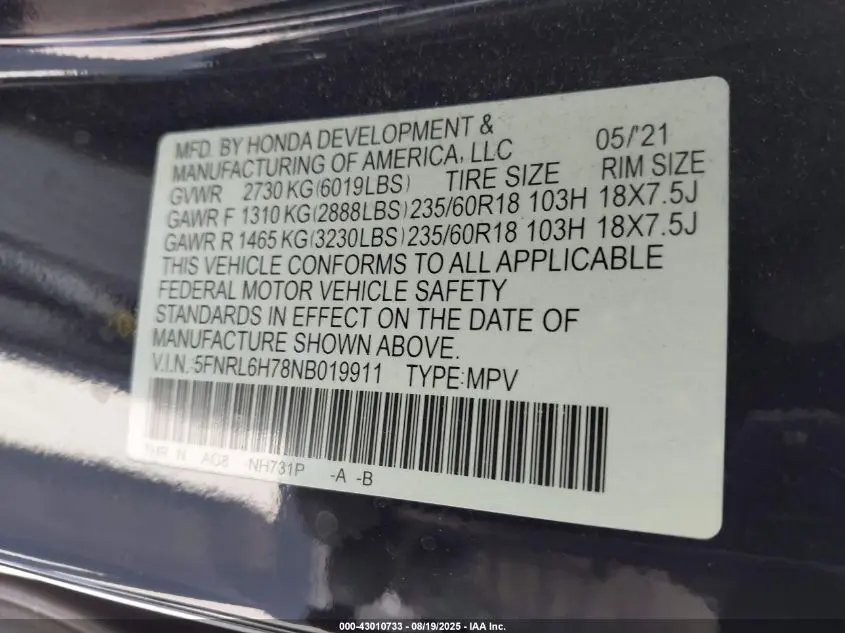 MFD. BY HONDA DEVELOPMENT &
MANUFACTURING OF AMERICA, LLC 05/'21
GVWR 2730 KG(6019LBS) TIRE SIZE RIM SIZE
GAWR F 1310 KG(2888LBS)235/60R18 103H 18X7.5J
GAWR R 1465 KG(3230LBS)235/60R18 103H 18X7.5J
THIS VEHICLE CONFORMS TO ALL APPLICABLE
FEDERAL MOTOR VEHICLE SAFETY
STANDARDS IN EFFECT ON THE DATE OF
MANUFACTURE SHOWN ABOVE.
V.I.N.:5FNRL6H78NB019911 TYPE:MPV
THR N AG8 -NH731P -A -B
000-43010733 - 08/19/2025 - IAA Inc.